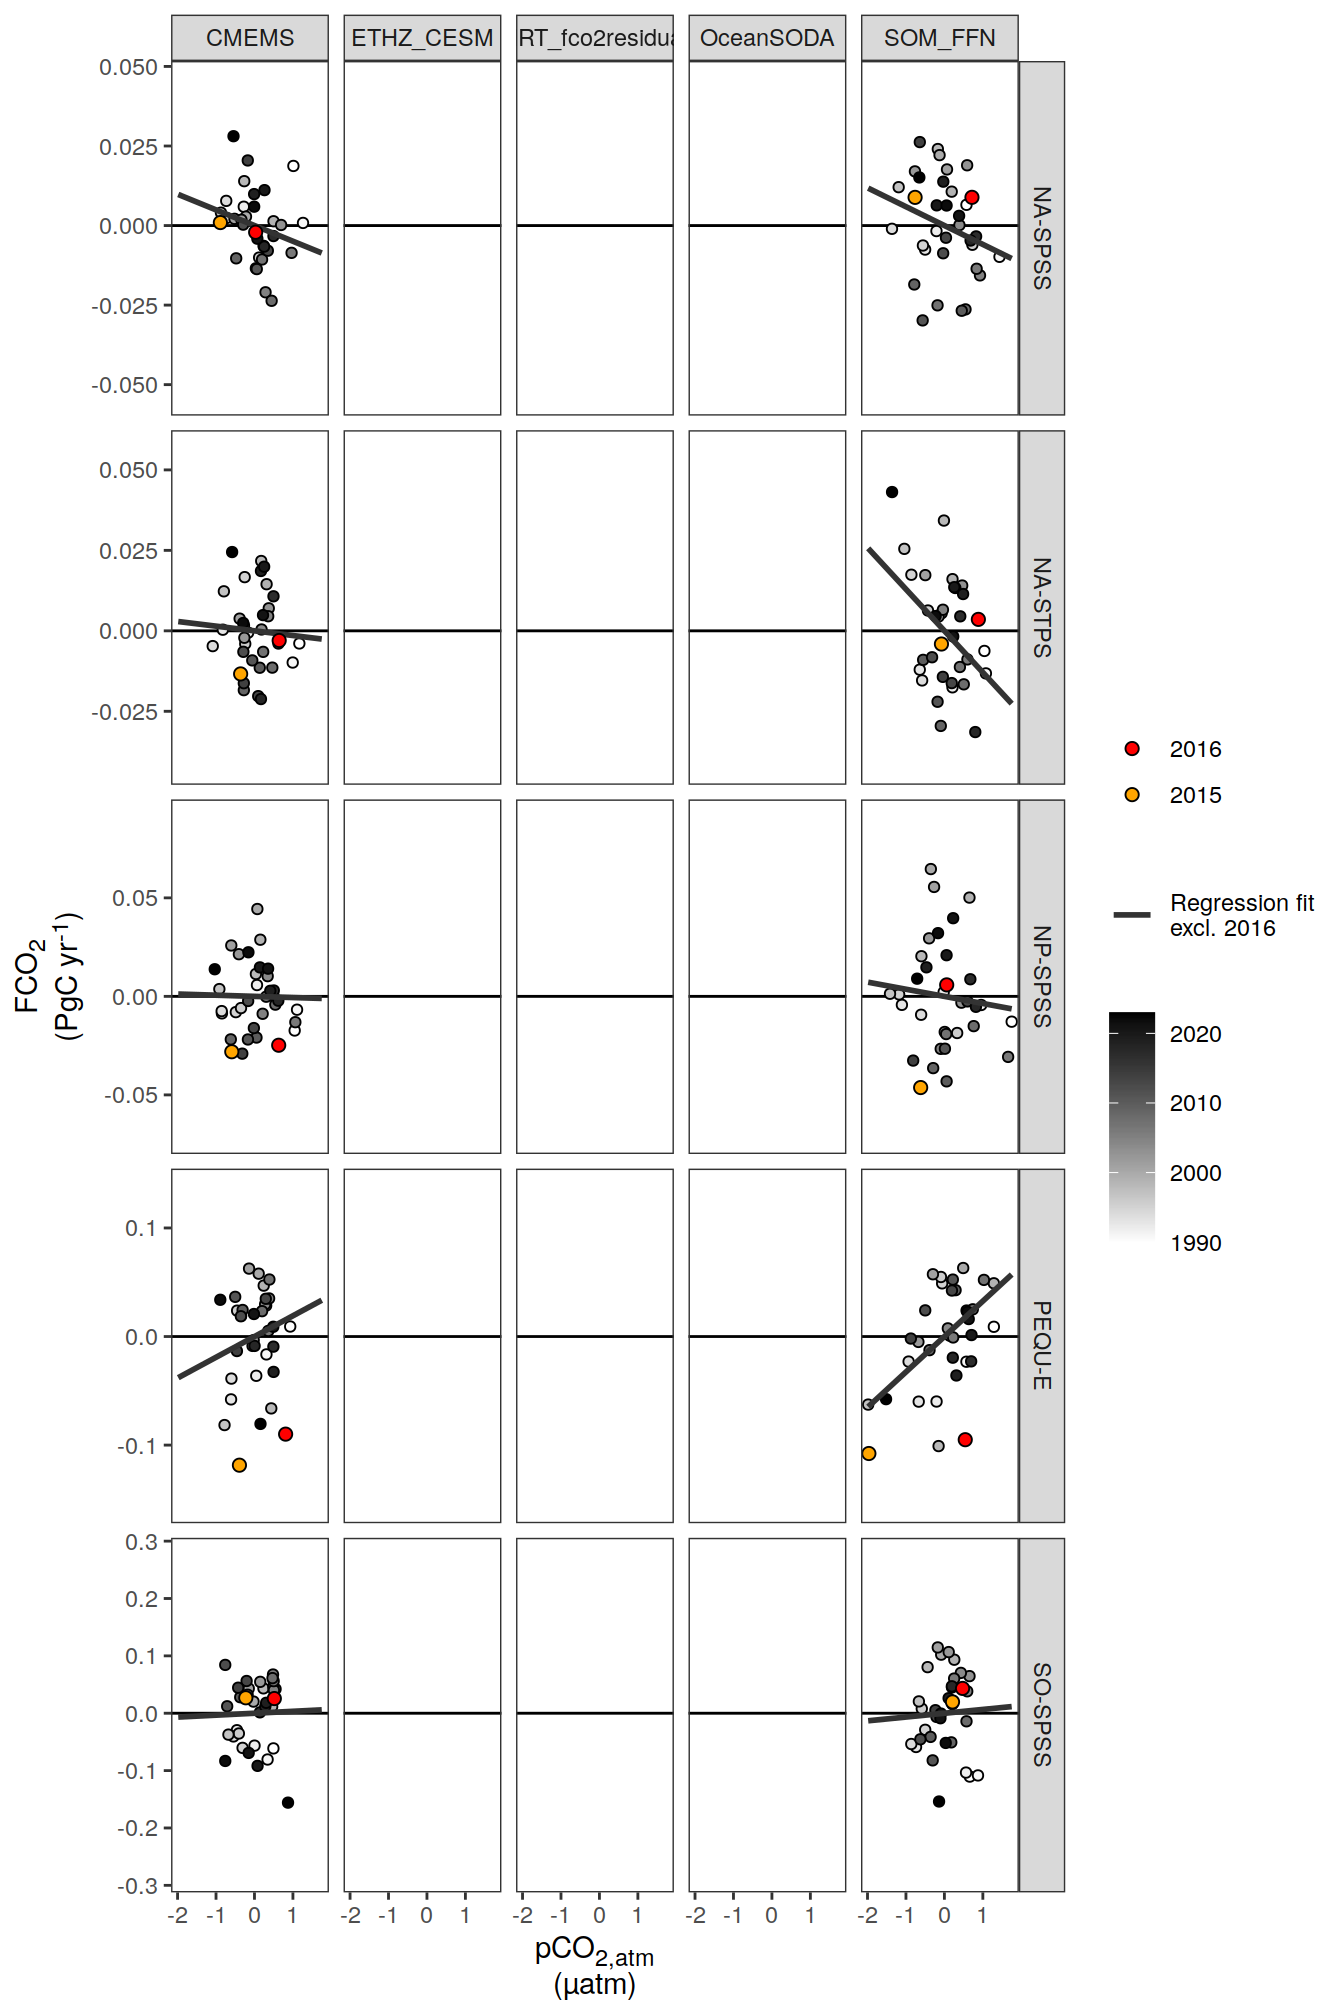 CMEMS ETHZ_CESM RT_fco2residua OceanSODA SOM_FFN
0.050
0.025
0.000
-0.025
-0.050
NA-SPSS
0.050
0.025
0.000
-0.025
NA-STPS
0.05
0.00
-0.05
NP-SPSS
0.1
0.0
-0.1
PEQU-E
0.3
0.2
0.1
0.0
-0.1
-0.2
-0.3
SO-SPSS
-2 -1 0 1 -2 -1 0 1 -2 -1 0 1 -2 -1 0 1 -2 -1 0 1
pCO2,atm
(µatm)
FCO2
(PgC yr-1)
2016
2015
Regression fit
excl. 2016
2020
2010
2000
1990